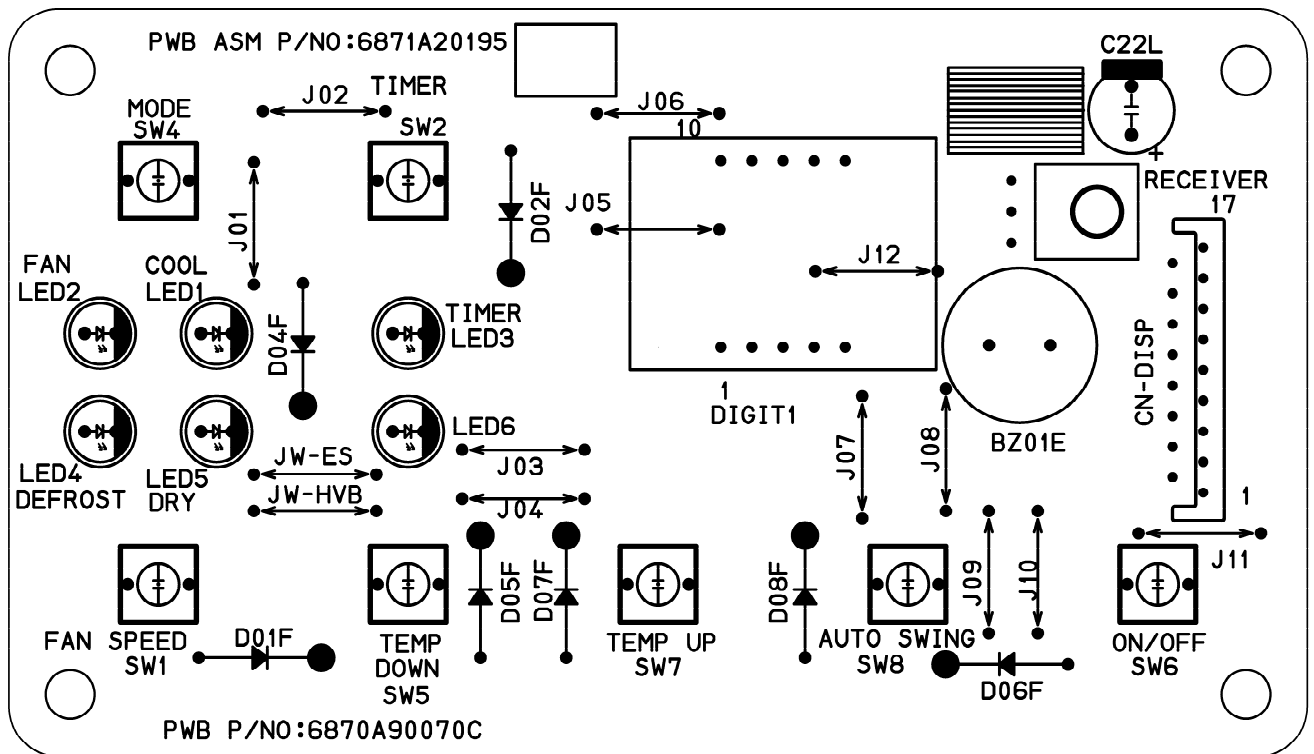 PWB ASM P/NO:6871A20195
C22L
TIMER
J02
J06
MODE
SW4
SW2
10
+
RECEIVER
17
J01
D02F
J05
J12
FAN
LED2
COOL
LED1
TIMER
LED3
D04F
CN-DISP
1
DIGIT1
LED6
BZ01E
J07
J08
LED4
DEFROST
LED5
DRY
JW-ES
JW-HVB
J03
J04
1
J11
D05F
D07F
D08F
J09
J10
FAN SPEED
SW1
D01F
TEMP
DOWN
SW5
TEMP UP
SW7
AUTO SWING
SW8
D06F
ON/OFF
SW6
PWB P/NO:6870A90070C